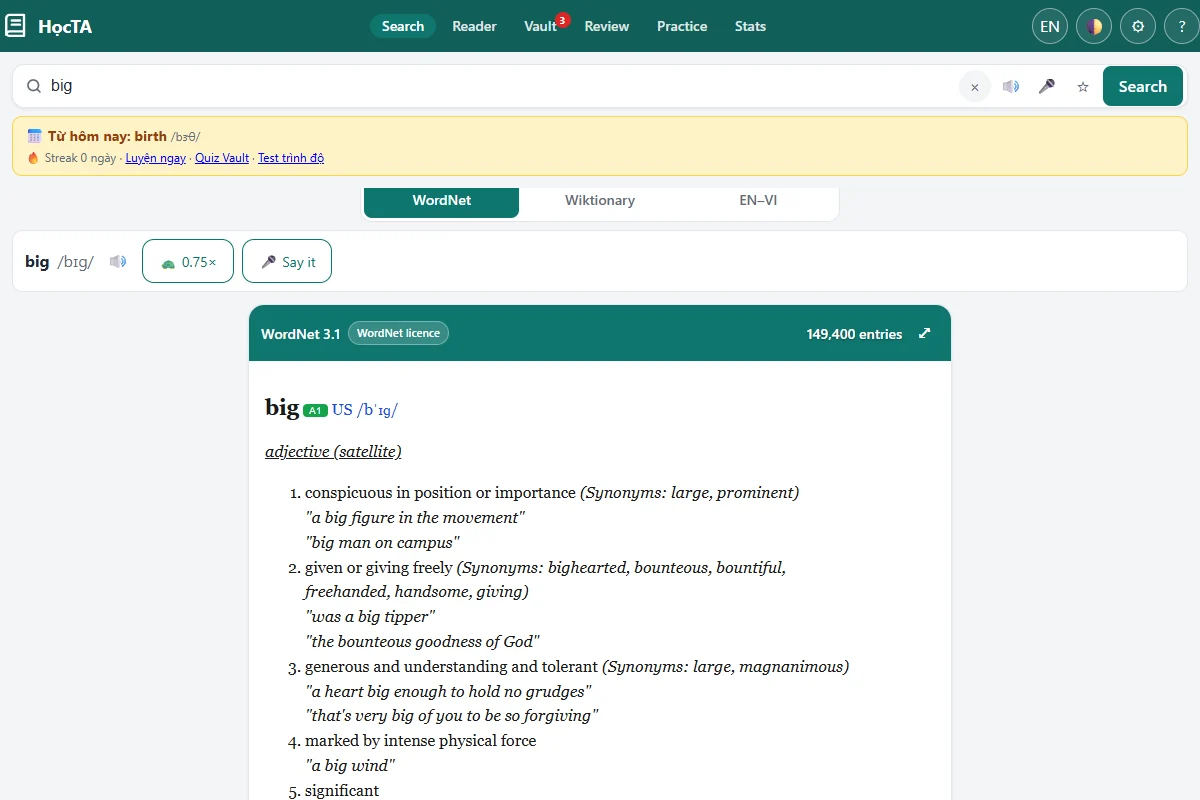 HọcTA
Search
Reader
Vault
3
Review
Practice
Stats
EN
?
big
×
Search
Từ hôm nay: birth /bɜθ/
Streak 0 ngày · Luyện ngay · Quiz Vault · Test trình độ
WordNet
Wiktionary
EN–VI
big /bɪɡ/
0.75×
Say it
WordNet 3.1
WordNet licence
149,400 entries
big A1 US /bˈɪɡ/
adjective (satellite)
1. conspicuous in position or importance (Synonyms: large, prominent)
"a big figure in the movement"
"big man on campus"
2. given or giving freely (Synonyms: bighearted, bounteous, bountiful,
freehanded, handsome, giving)
"was a big tipper"
"the bounteous goodness of God"
3. generous and understanding and tolerant (Synonyms: large, magnanimous)
"a heart big enough to hold no grudges"
"that's very big of you to be so forgiving"
4. marked by intense physical force
"a big wind"
5. significant